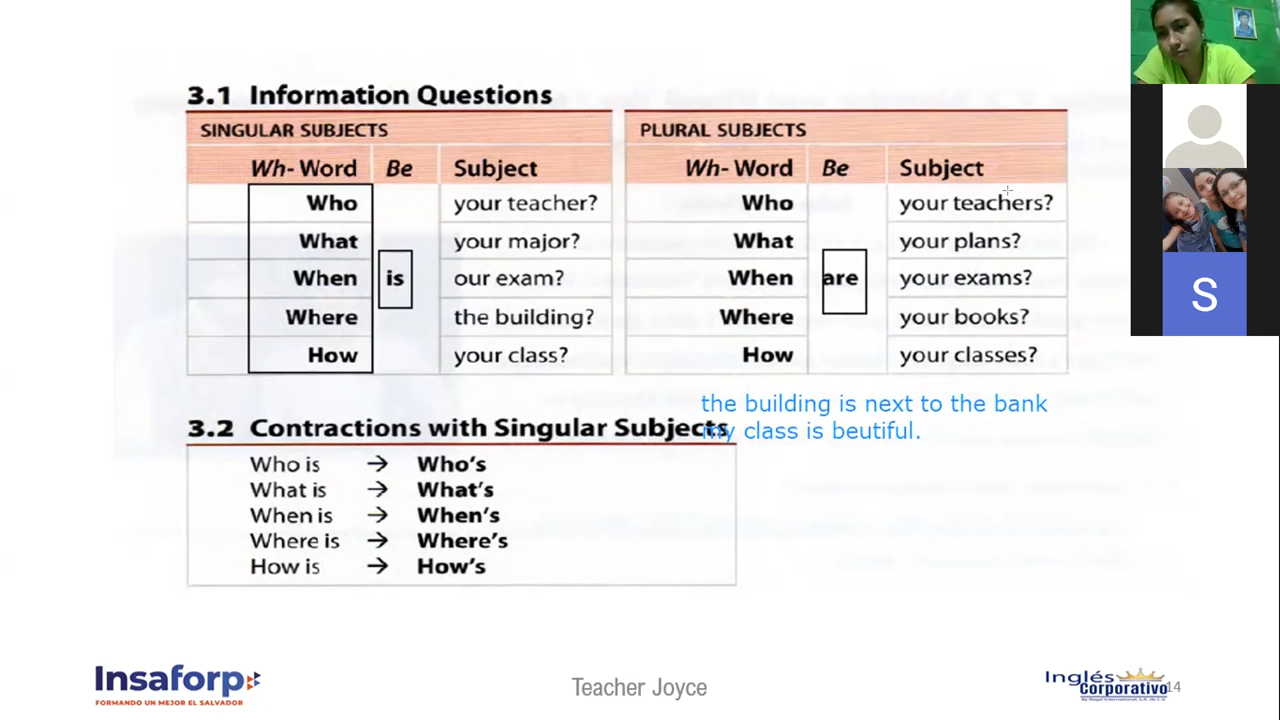 3.1 Information Questions
SINGULAR SUBJECTS
Wh- Word Be Subject
Who your teacher?
What your major?
When is our exam?
Where the building?
How your class?
PLURAL SUBJECTS
Wh- Word Be Subject
Who your teachers?
What your plans?
When are your exams?
Where your books?
How your classes?
the building is next to the bank
my class is beutiful.
3.2 Contractions with Singular Subjects
Who is → Who's
What is → What's
When is → When's
Where is → Where's
How is → How's
S
Insaforp
FORMANDO UN MEJOR EL SALVADOR
Teacher Joyce
Inglés
Corporativo
By Regal International, S.A. de C.V.
14